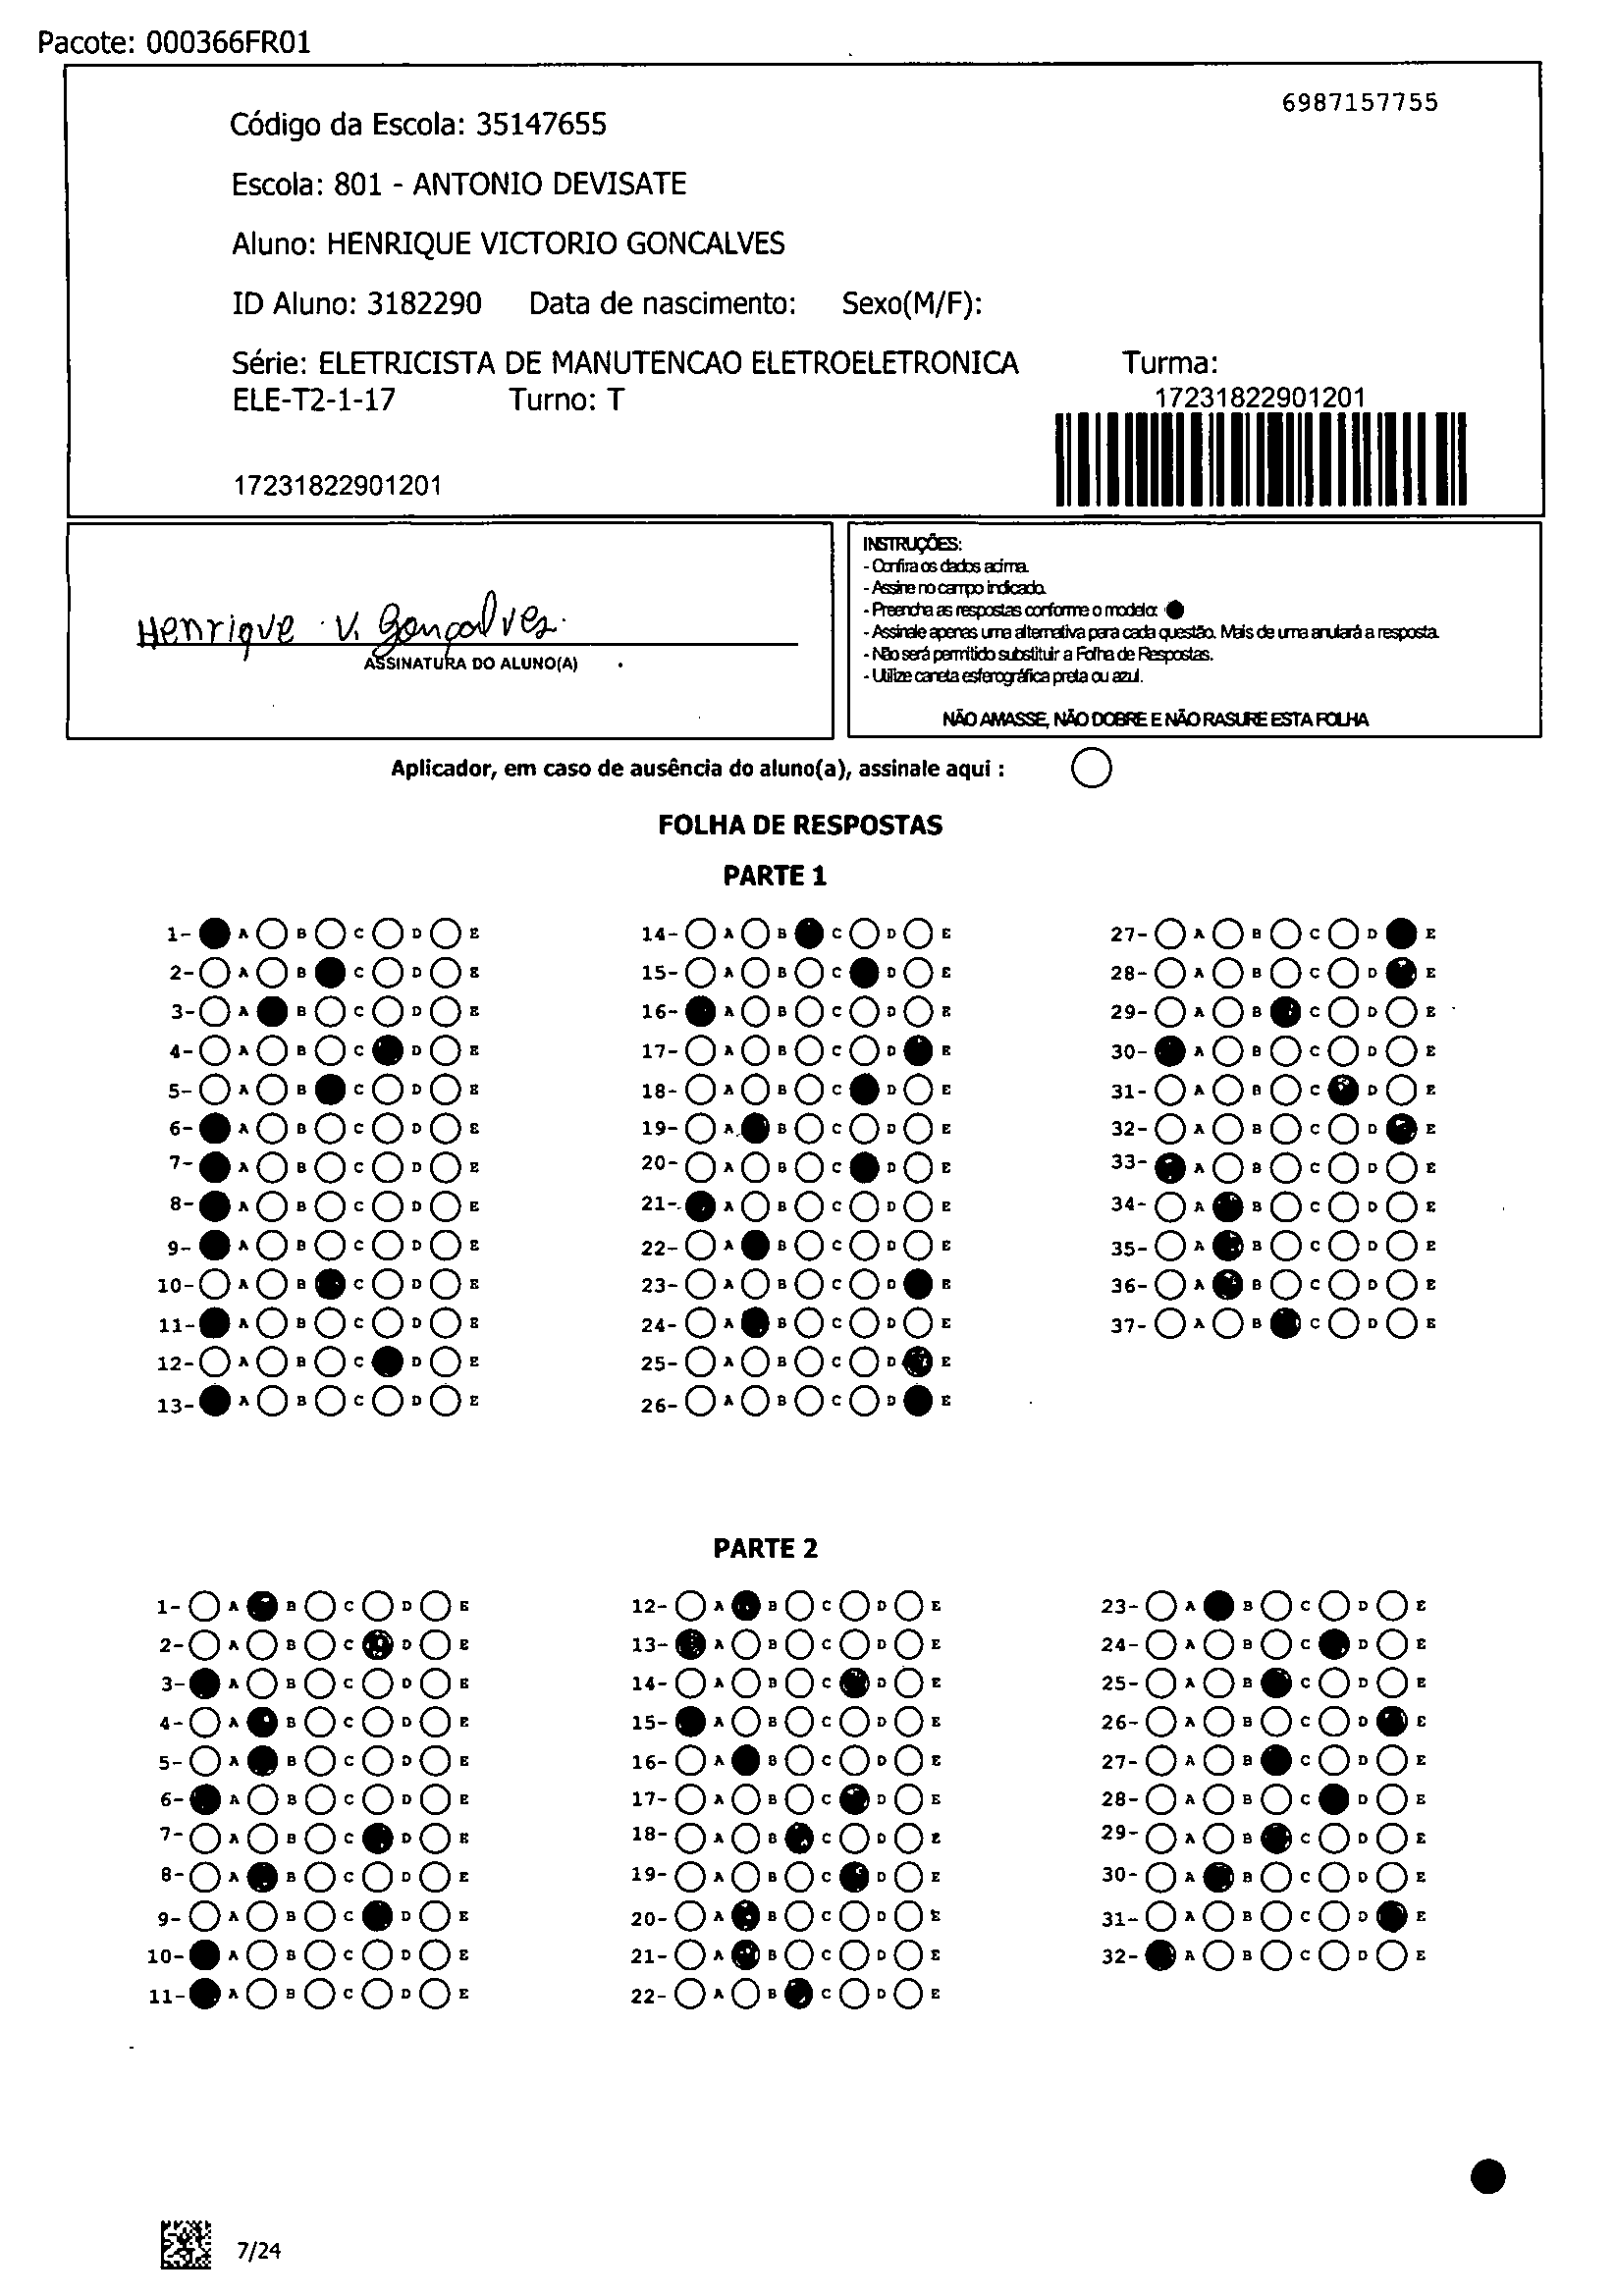 Pacote: 000366FR01
6987157755
Código da Escola: 35147655
Escola: 801 - ANTONIO DEVISATE
Aluno: HENRIQUE VICTORIO GONCALVES
ID Aluno: 3182290 Data de nascimento: Sexo(M/F):
Série: ELETRICISTA DE MANUTENCAO ELETROELETRONICA Turma:
ELE-T2-1-17 Turno: T
17231822901201
17231822901201
Henrique V. Gonçalves
ASSINATURA DO ALUNO(A)
INSTRUÇÕES:
- Confira os dados acima.
- Assine no campo indicado.
- Preencha as respostas conforme o modelo:
- Assinale apenas uma alternativa para cada questão. Mais de uma anulará a resposta.
- Não será permitido substituir a Folha de Respostas.
- Utilize caneta esferográfica preta ou azul.
NÃO AMASSE, NÃO DOBRE E NÃO RASURE ESTA FOLHA
Aplicador, em caso de ausência do aluno(a), assinale aqui :
FOLHA DE RESPOSTAS
PARTE 1
1- A B C D E 14- A B C D E 27- A B C D E
2- A B C D E 15- A B C D E 28- A B C D E
3- A B C D E 16- A B C D E 29- A B C D E
4- A B C D E 17- A B C D E 30- A B C D E
5- A B C D E 18- A B C D E 31- A B C D E
6- A B C D E 19- A B C D E 32- A B C D E
7- A B C D E 20- A B C D E 33- A B C D E
8- A B C D E 21- A B C D E 34- A B C D E
9- A B C D E 22- A B C D E 35- A B C D E
10- A B C D E 23- A B C D E 36- A B C D E
11- A B C D E 24- A B C D E 37- A B C D E
12- A B C D E 25- A B C D E
13- A B C D E 26- A B C D E
PARTE 2
1- A B C D E 12- A B C D E 23- A B C D E
2- A B C D E 13- A B C D E 24- A B C D E
3- A B C D E 14- A B C D E 25- A B C D E
4- A B C D E 15- A B C D E 26- A B C D E
5- A B C D E 16- A B C D E 27- A B C D E
6- A B C D E 17- A B C D E 28- A B C D E
7- A B C D E 18- A B C D E 29- A B C D E
8- A B C D E 19- A B C D E 30- A B C D E
9- A B C D E 20- A B C D E 31- A B C D E
10- A B C D E 21- A B C D E 32- A B C D E
11- A B C D E 22- A B C D E
7/24